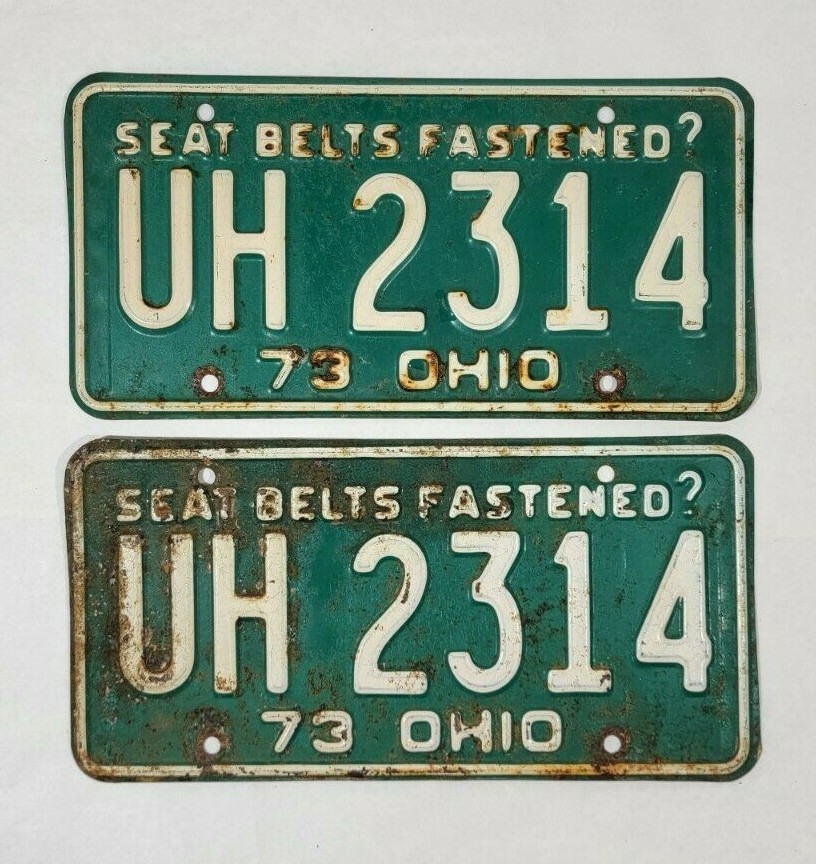 SEAT BELTS FASTENED?
UH 2314
73 OHIO
SEAT BELTS FASTENED?
UH 2314
73 OHIO